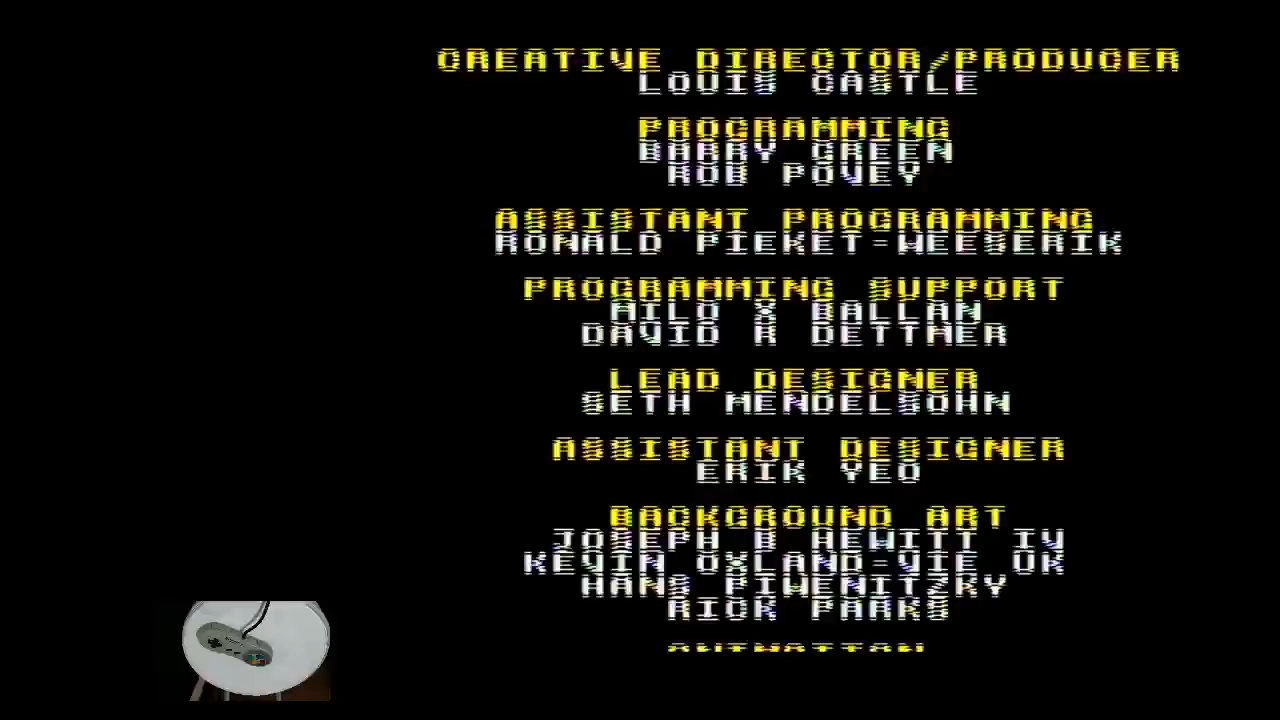 CREATIVE DIRECTOR/PRODUCER
LOUIS CASTLE
PROGRAMMING
BARRY GREEN
ROB POVEY
ASSISTANT PROGRAMMING
RONALD PIEKET-WEESERIK
PROGRAMMING SUPPORT
MILO X BALLAN
DAVID R DETTMER
LEAD DESIGNER
SETH MENDELSOHN
ASSISTANT DESIGNER
ERIK YEO
BACKGROUND ART
JOSEPH B HEWITT IV
KEVIN OXLAND-VIE OK
HANS PIWENITZKY
RICK PARKS
ANIMATION